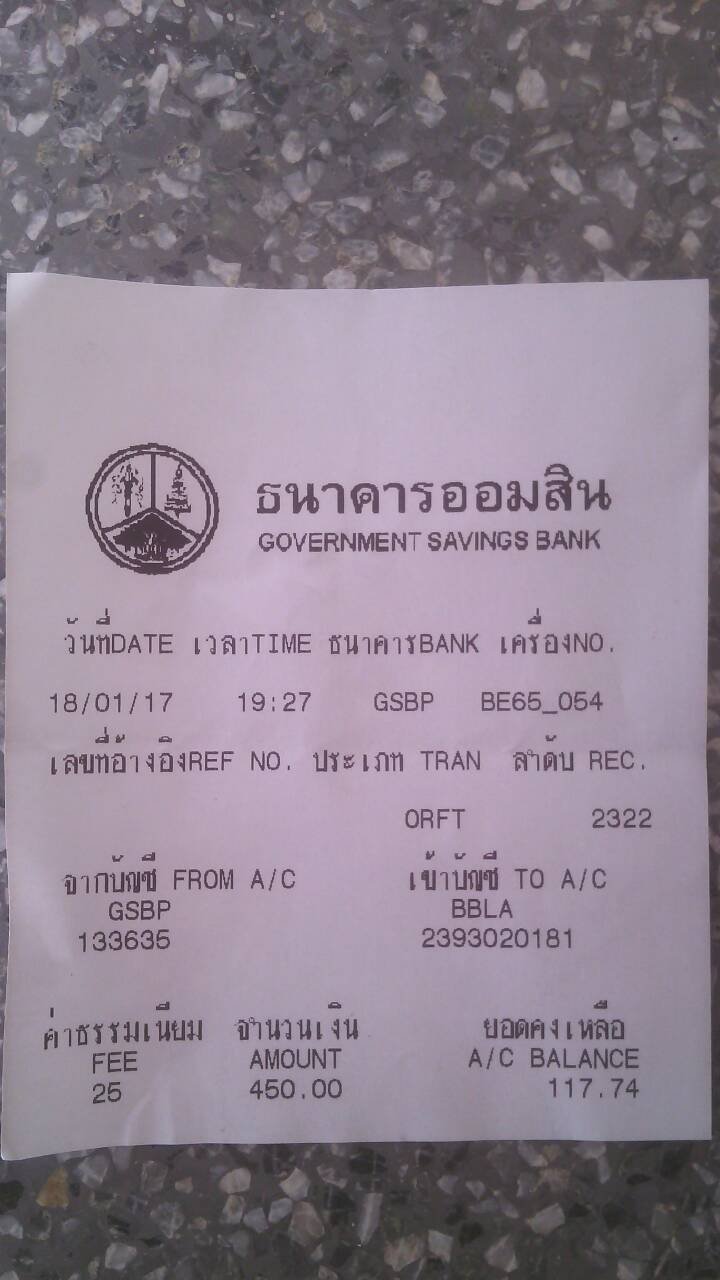 ธนาคารออมสิน
GOVERNMENT SAVINGS BANK
วันที่DATE เวลาTIME ธนาคารBANK เครื่องNO.
18/01/17 19:27 GSBP BE65_054
เลขที่อ้างอิงREF NO. ประเภท TRAN ลำดับ REC.
ORFT 2322
จากบัญชี FROM A/C เข้าบัญชี TO A/C
GSBP BBLA
133635 2393020181
ค่าธรรมเนียม จำนวนเงิน ยอดคงเหลือ
FEE AMOUNT A/C BALANCE
25 450.00 117.74